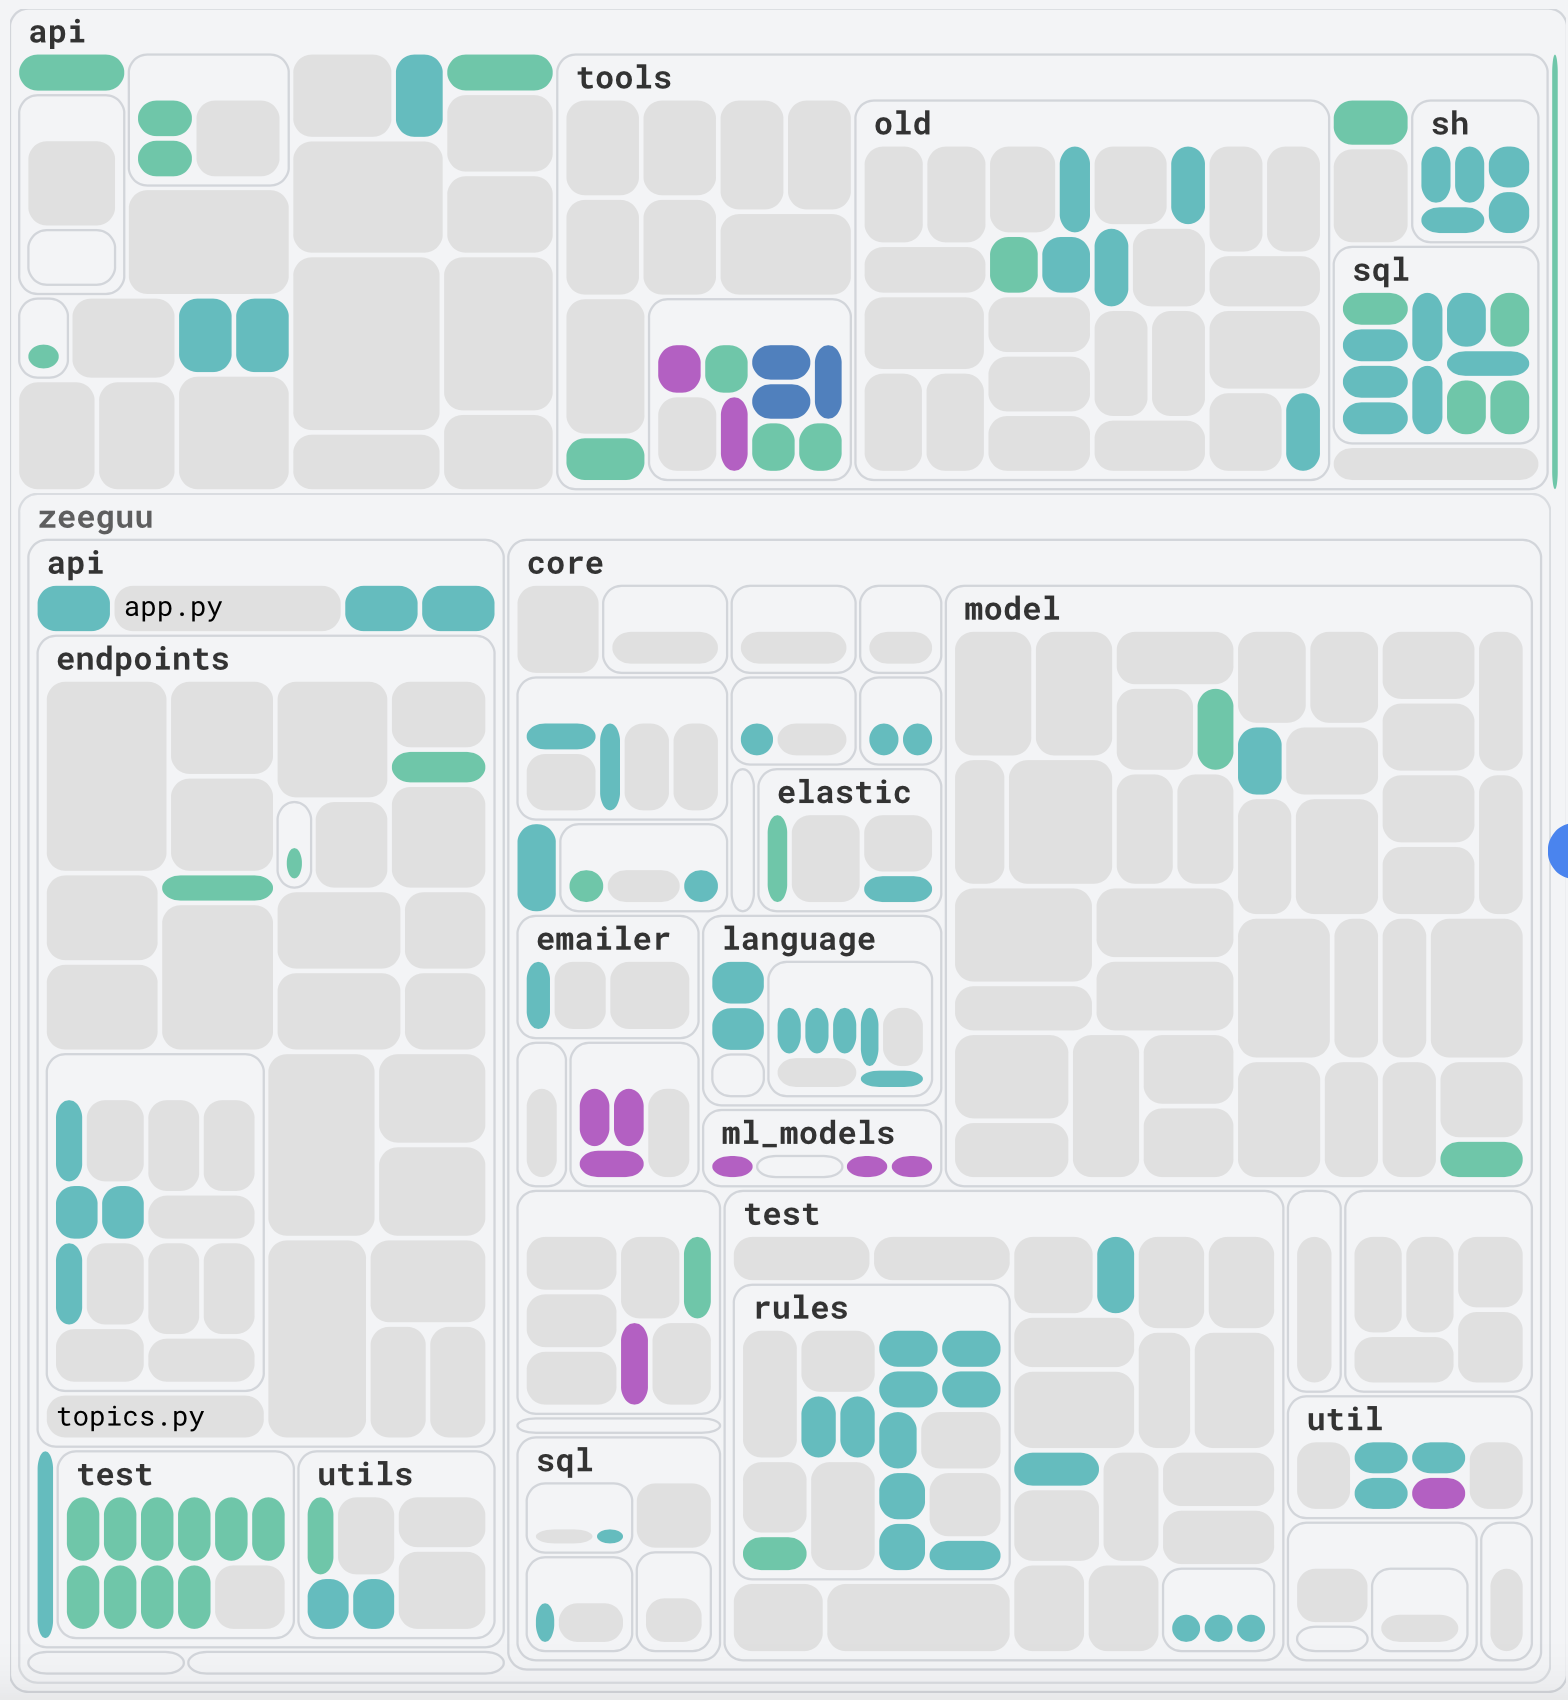 api
tools
old
sh
sql
zeeguu
api
app.py
endpoints
topics.py
test
utils
core
model
elastic
emailer
language
ml_models
test
rules
sql
util